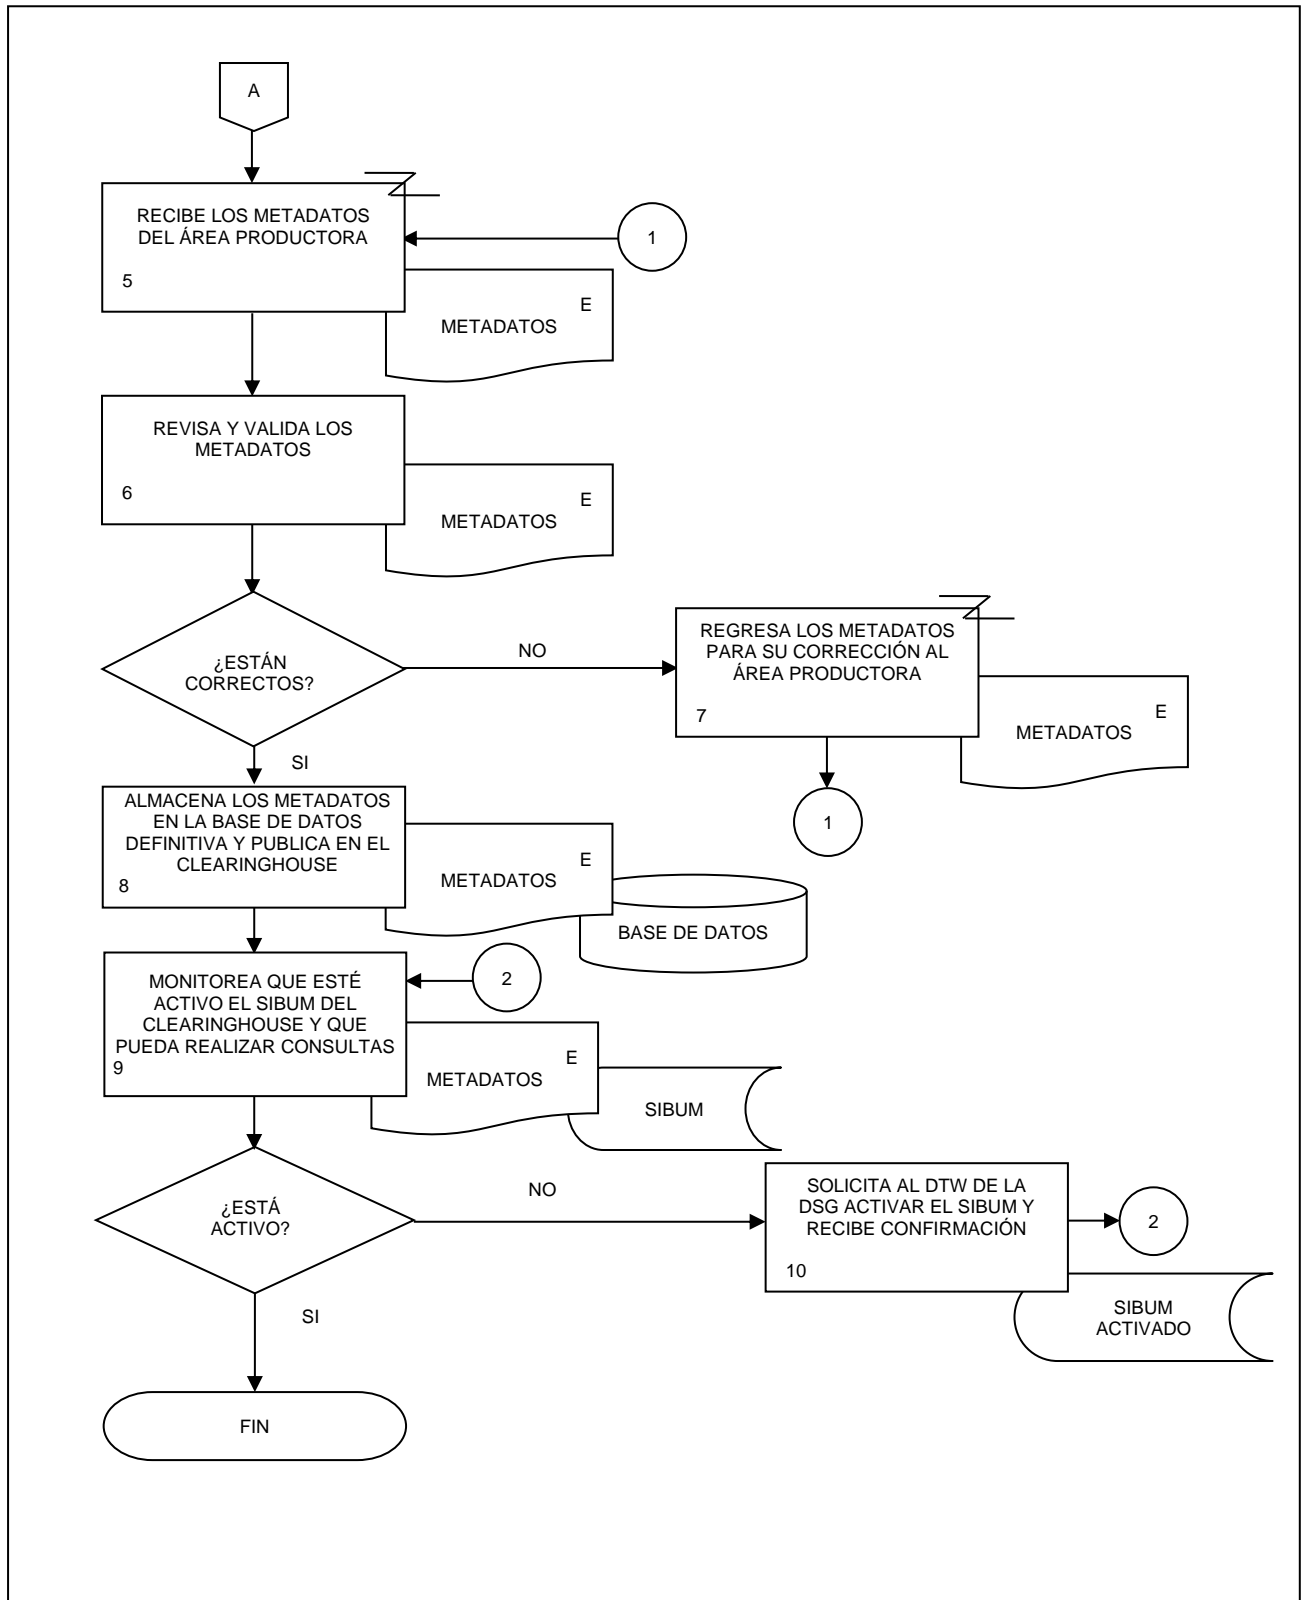 A
RECIBE LOS METADATOS
DEL ÁREA PRODUCTORA
5
1
E
METADATOS
REVISA Y VALIDA LOS
METADATOS
6
E
METADATOS
¿ESTÁN
CORRECTOS?
NO
REGRESA LOS METADATOS
PARA SU CORRECCIÓN AL
ÁREA PRODUCTORA
7
E
METADATOS
1
SI
ALMACENA LOS METADATOS
EN LA BASE DE DATOS
DEFINITIVA Y PUBLICA EN EL
CLEARINGHOUSE
8
E
METADATOS
BASE DE DATOS
MONITOREA QUE ESTÉ
ACTIVO EL SIBUM DEL
CLEARINGHOUSE Y QUE
PUEDA REALIZAR CONSULTAS
9
2
E
METADATOS
SIBUM
¿ESTÁ
ACTIVO?
NO
SOLICITA AL DTW DE LA
DSG ACTIVAR EL SIBUM Y
RECIBE CONFIRMACIÓN
10
2
SIBUM
ACTIVADO
SI
FIN